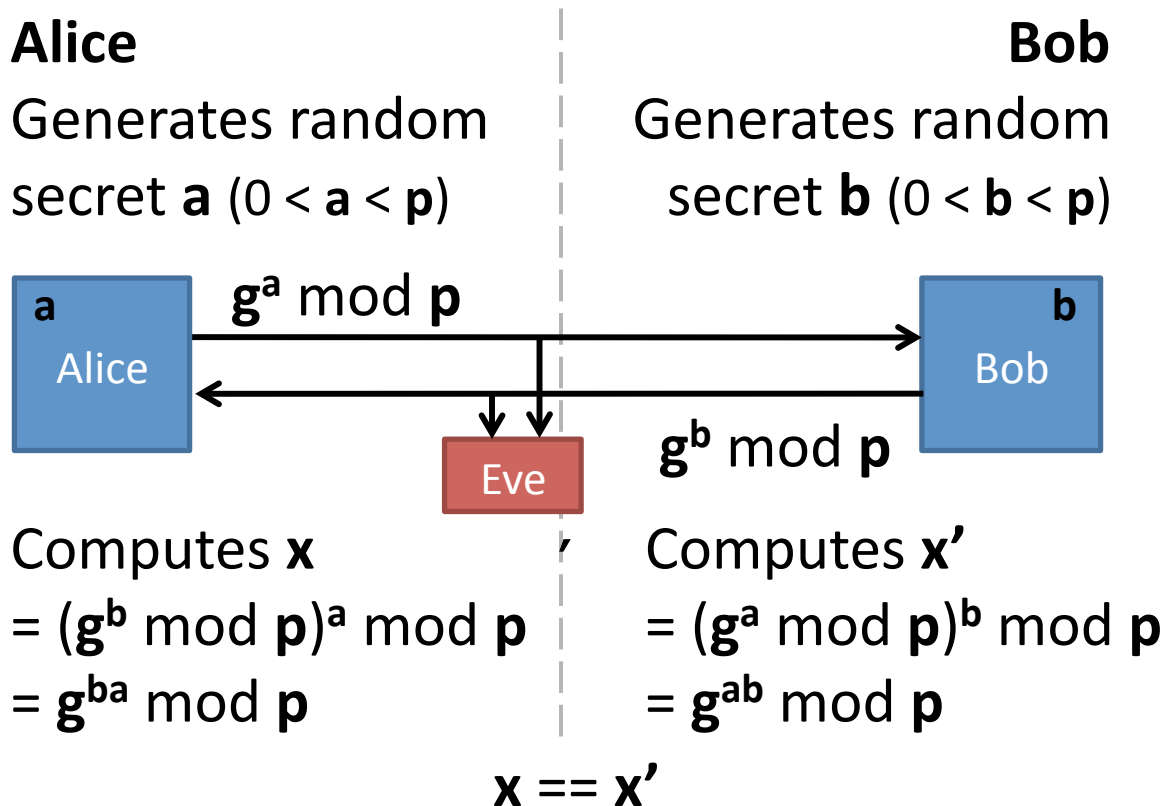 Alice
Generates random
secret a (0 < a < p)
Bob
Generates random
secret b (0 < b < p)
a
Alice
gᵃ mod p
b
Bob
gᵇ mod p
Eve
Computes x
= (gᵇ mod p)ᵃ mod p
= gᵇᵃ mod p
′
Computes x’
= (gᵃ mod p)ᵇ mod p
= gᵃᵇ mod p
x == x’